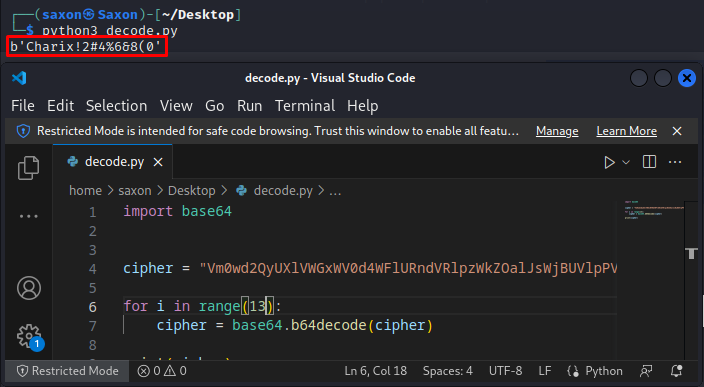 (saxon㉿Saxon)-[~/Desktop]
$ python3 decode.py
b'Charix!2#4%6&8(0'
decode.py - Visual Studio Code
File Edit Selection View Go Run Terminal Help
Restricted Mode is intended for safe code browsing. Trust this window to enable all featu... Manage Learn More
decode.py
home > saxon > Desktop > decode.py > ...
1 import base64
2
3
4 cipher = "Vm0wd2QyUXlVWGxWV0d4WFlURndVRlpzWkZOalJsWjBUVlpPV
5
6 for i in range(13):
7 cipher = base64.b64decode(cipher)
8
1
Restricted Mode 0 0 Ln 6, Col 18 Spaces: 4 UTF-8 LF Python